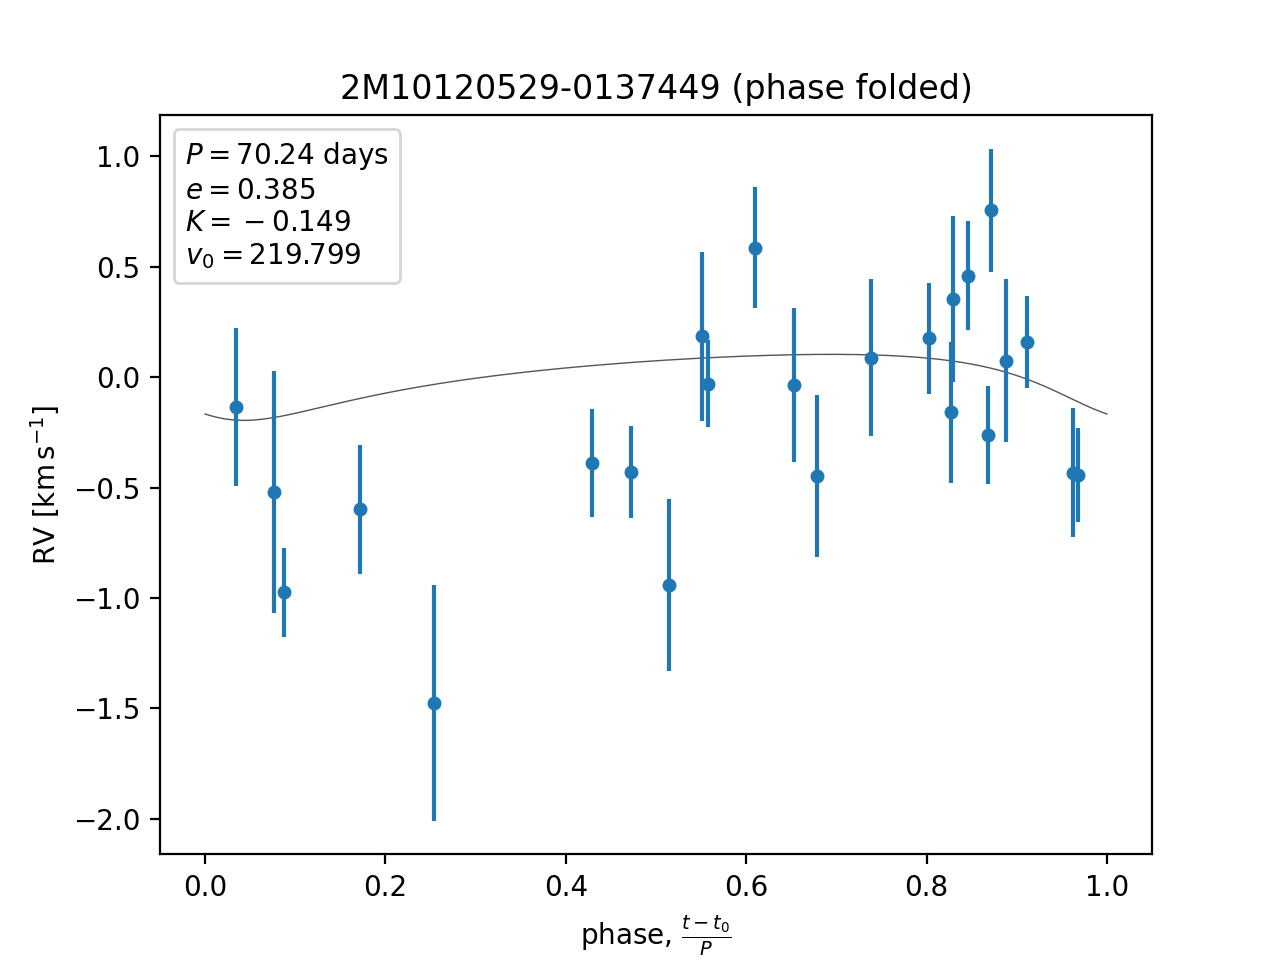 2M10120529-0137449 (phase folded)
P = 70.24 days
e = 0.385
K = −0.149
v₀ = 219.799
1.0
0.5
0.0
−0.5
−1.0
−1.5
−2.0
RV [km s⁻¹]
0.0 0.2 0.4 0.6 0.8 1.0
phase, (t − t₀)/P